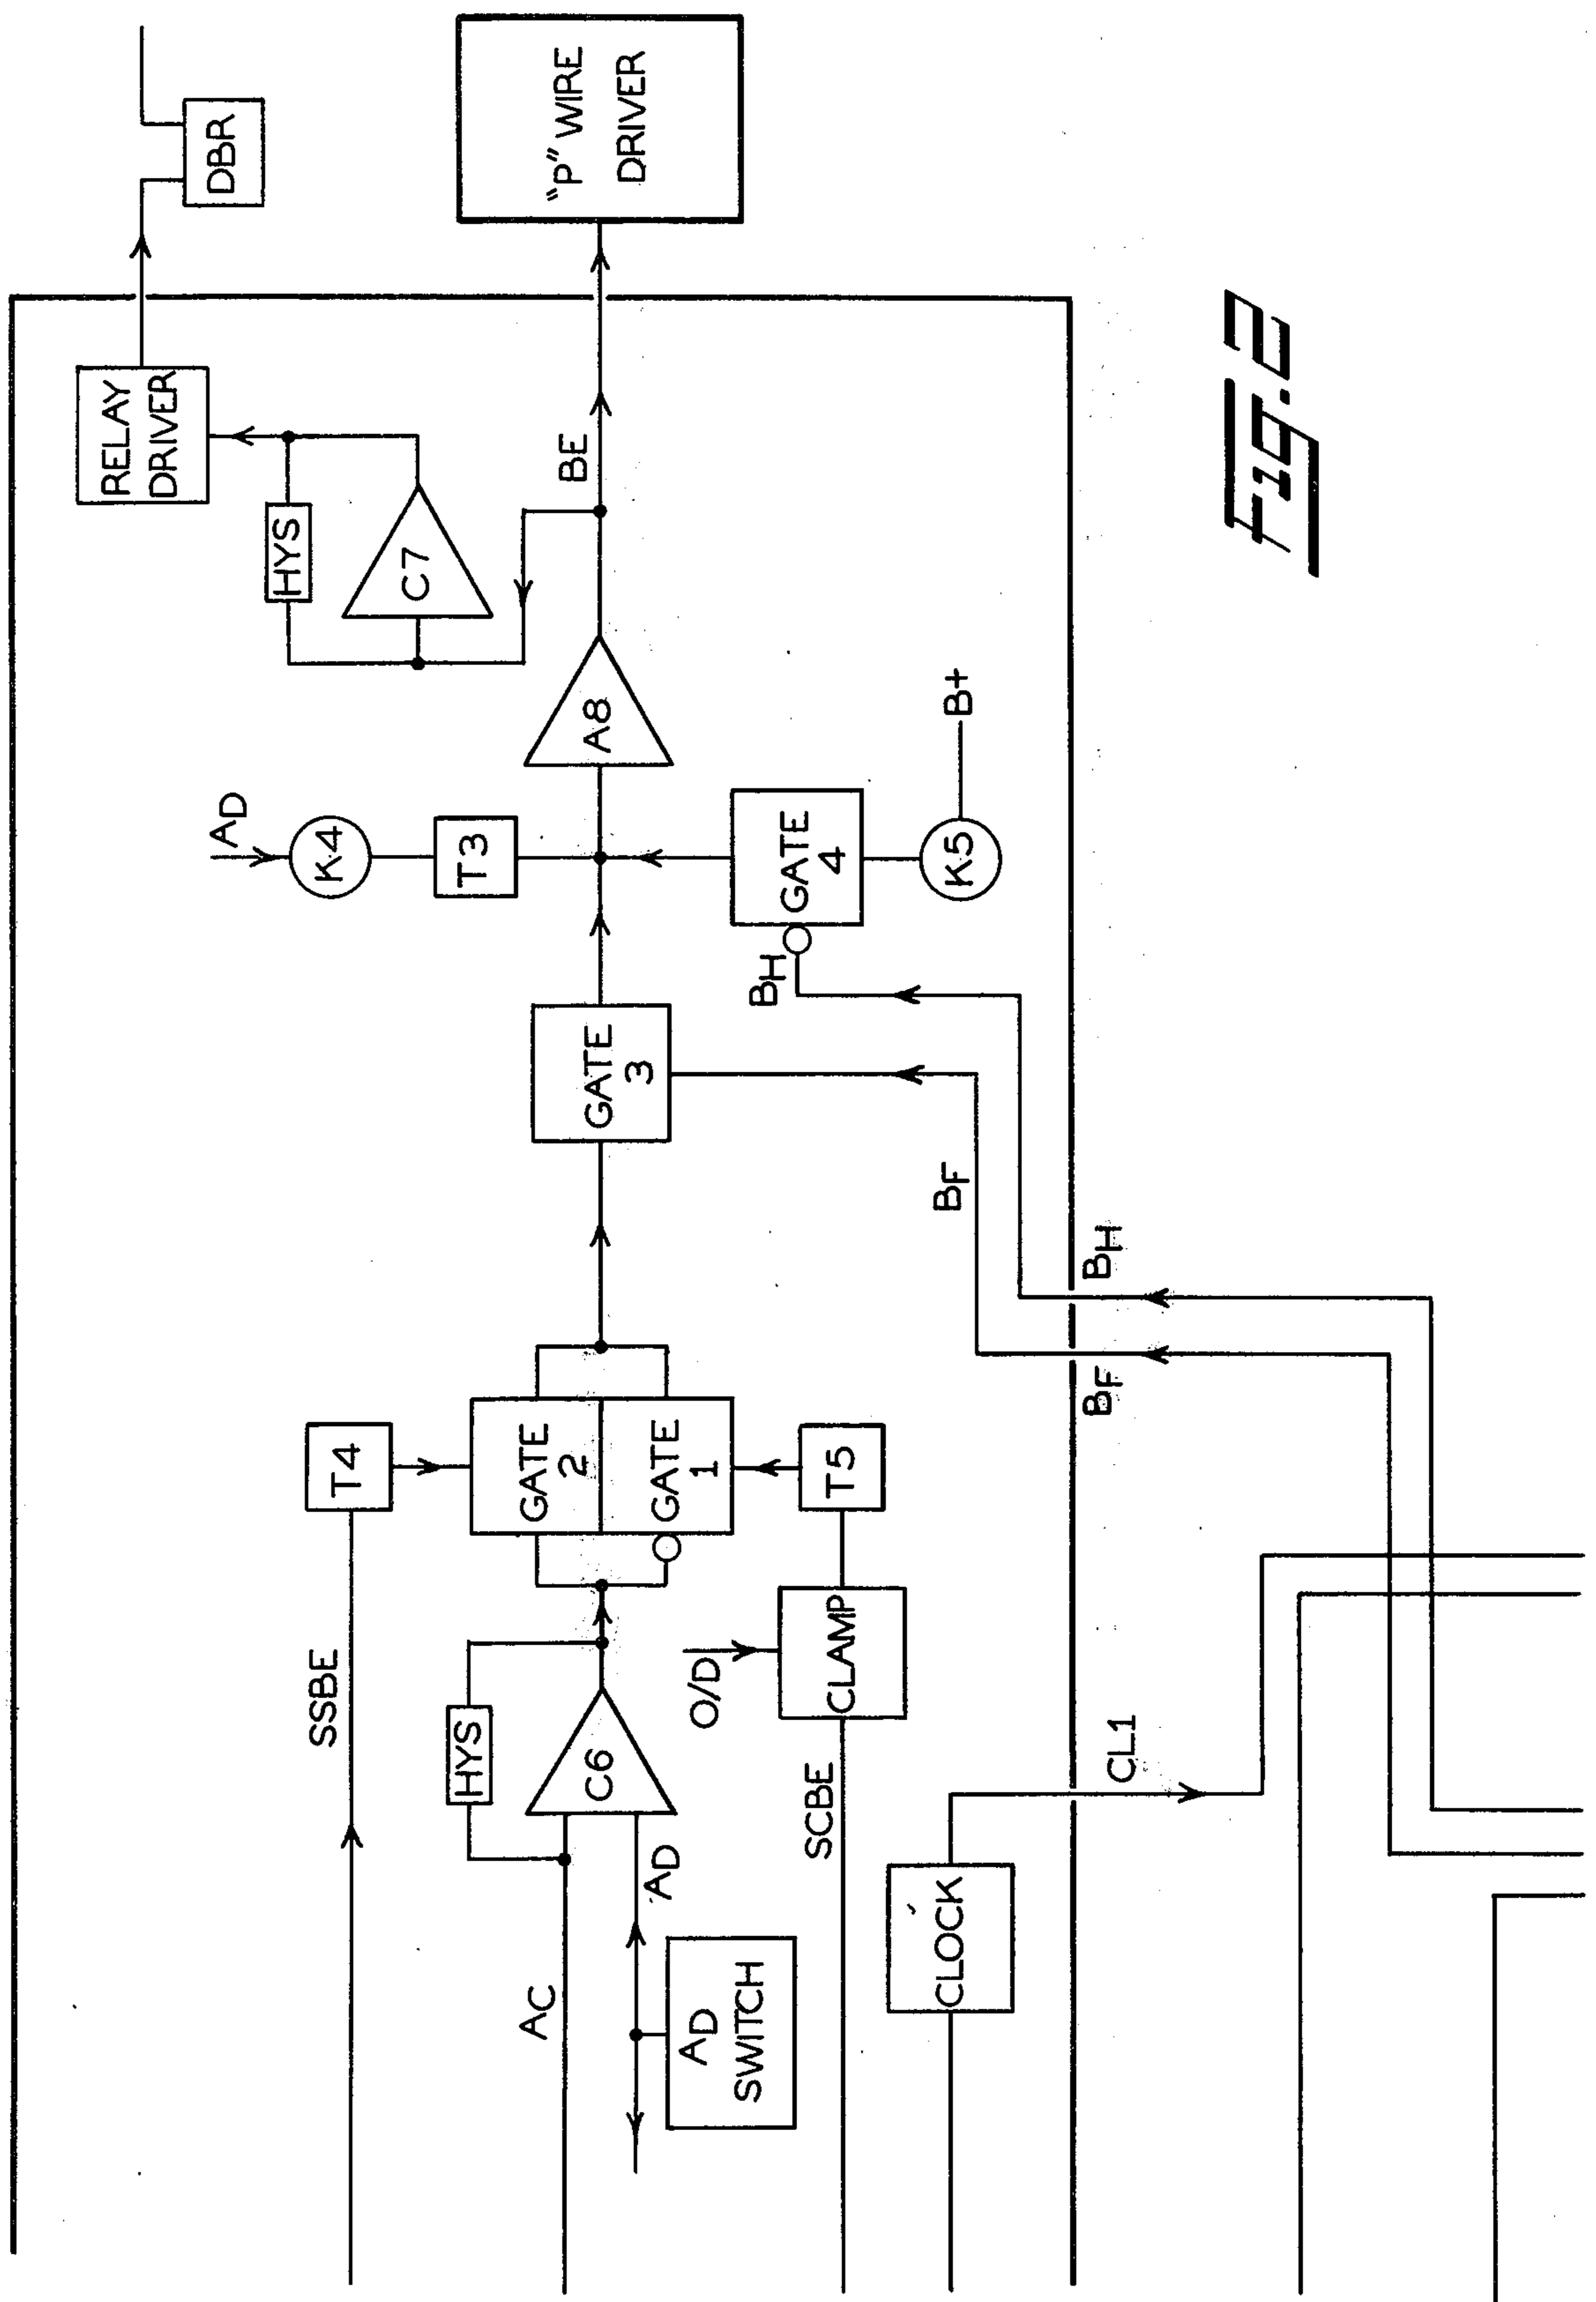 DBR
"P" WIRE
DRIVER
RELAY
DRIVER
HYS
C7
BE
A8
AD
K4
T3
GATE
4
K5
B+
BH
GATE
3
BF
BH
BF
T4
GATE
2
GATE
1
T5
SSBE
HYS
C6
O/D
CLAMP
SCBE
AC
AD
AD
SWITCH
CLOCK
CL1
Fig. 2